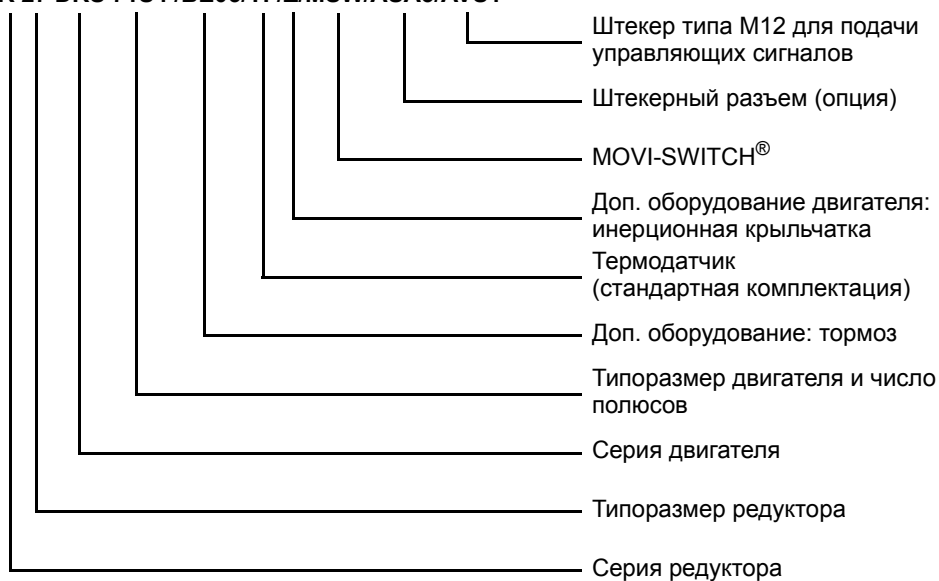 Штекер типа М12 для подачи
управляющих сигналов
Штекерный разъем (опция)
MOVI-SWITCH®
Доп. оборудование двигателя:
инерционная крыльчатка
Термодатчик
(стандартная комплектация)
Доп. оборудование: тормоз
Типоразмер двигателя и число
полюсов
Серия двигателя
Типоразмер редуктора
Серия редуктора